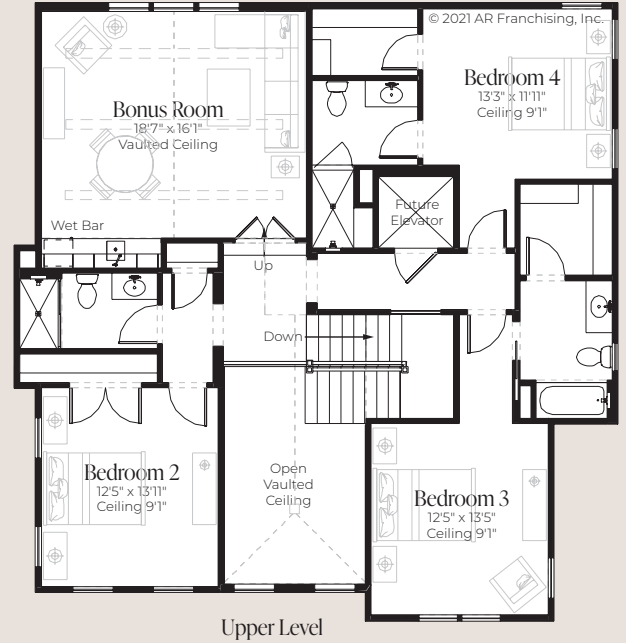 © 2021 AR Franchising, Inc.
Bedroom 4
13'3" x 11'11"
Ceiling 9'1"
Bonus Room
18'7" x 16'1"
Vaulted Ceiling
Future
Elevator
Wet Bar
Up
Down
Bedroom 2
12'5" x 13'11"
Ceiling 9'1"
Open
Vaulted
Ceiling
Bedroom 3
12'5" x 13'5"
Ceiling 9'1"
Upper Level